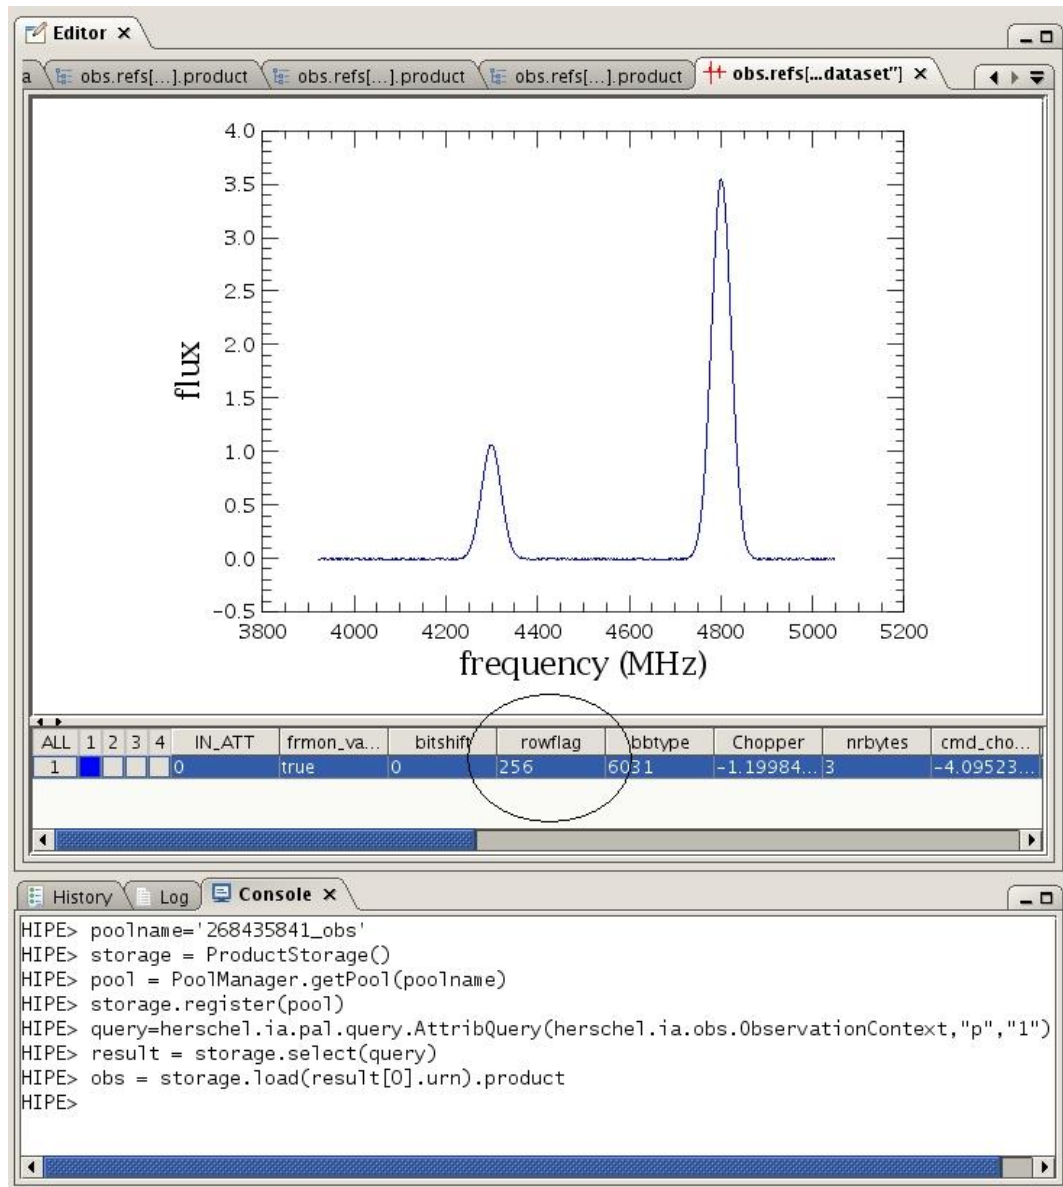 Editor
a obs.refs[...].product obs.refs[...].product obs.refs[...].product obs.refs[...dataset"]
4.0
3.5
3.0
2.5
2.0
1.5
1.0
0.5
0.0
-0.5
flux
3800 4000 4200 4400 4600 4800 5000 5200
frequency (MHz)
ALL 1 2 3 4 IN_ATT frmon_va... bitshift rowflag bbtype Chopper nrbytes cmd_cho...
1 0 true 0 256 6031 -1.19984... 3 -4.09523...
History Log Console
HIPE> poolname='268435841_obs'
HIPE> storage = ProductStorage()
HIPE> pool = PoolManager.getPool(poolname)
HIPE> storage.register(pool)
HIPE> query=herschel.ia.pal.query.AttribQuery(herschel.ia.obs.ObservationContext,"p","1")
HIPE> result = storage.select(query)
HIPE> obs = storage.load(result[0].urn).product
HIPE>